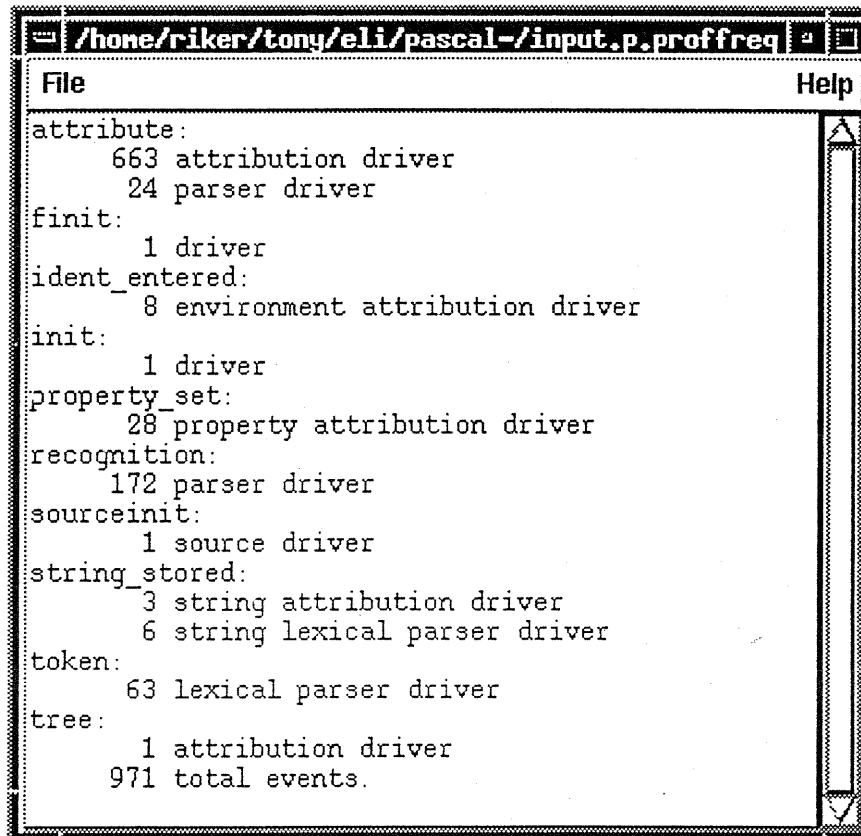 /home/riker/tony/eli/pascal-/input.p.proffreq
File Help
attribute:
663 attribution driver
24 parser driver
finit:
1 driver
ident_entered:
8 environment attribution driver
init:
1 driver
property_set:
28 property attribution driver
recognition:
172 parser driver
sourceinit:
1 source driver
string_stored:
3 string attribution driver
6 string lexical parser driver
token:
63 lexical parser driver
tree:
1 attribution driver
971 total events.